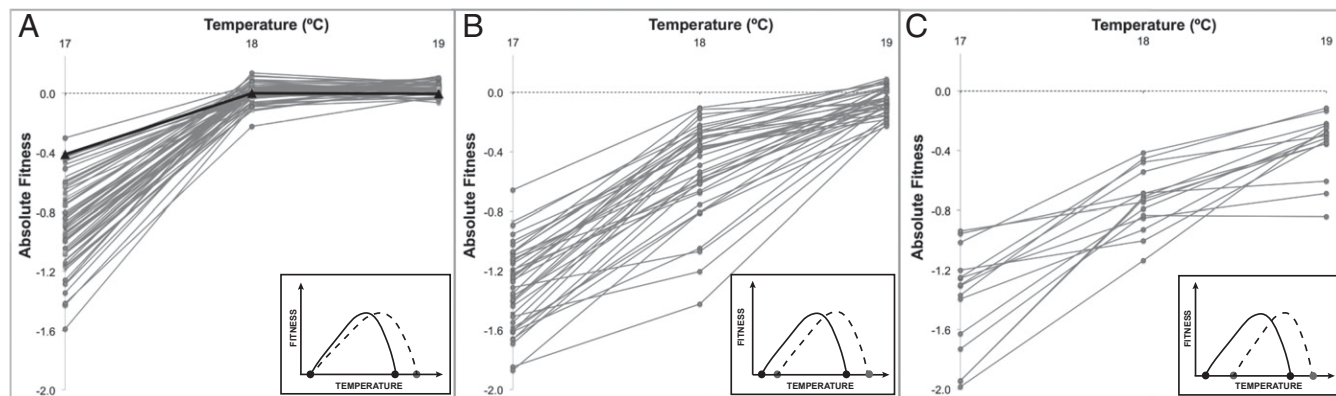 A
Temperature (ºC)
17 18 19
0.0
-0.4
-0.8
-1.2
-1.6
-2.0
Absolute Fitness
FITNESS
TEMPERATURE
B
Temperature (ºC)
17 18 19
0.0
-0.4
-0.8
-1.2
-1.6
-2.0
Absolute Fitness
FITNESS
TEMPERATURE
C
Temperature (ºC)
17 18 19
0.0
-0.4
-0.8
-1.2
-1.6
-2.0
Absolute Fitness
FITNESS
TEMPERATURE